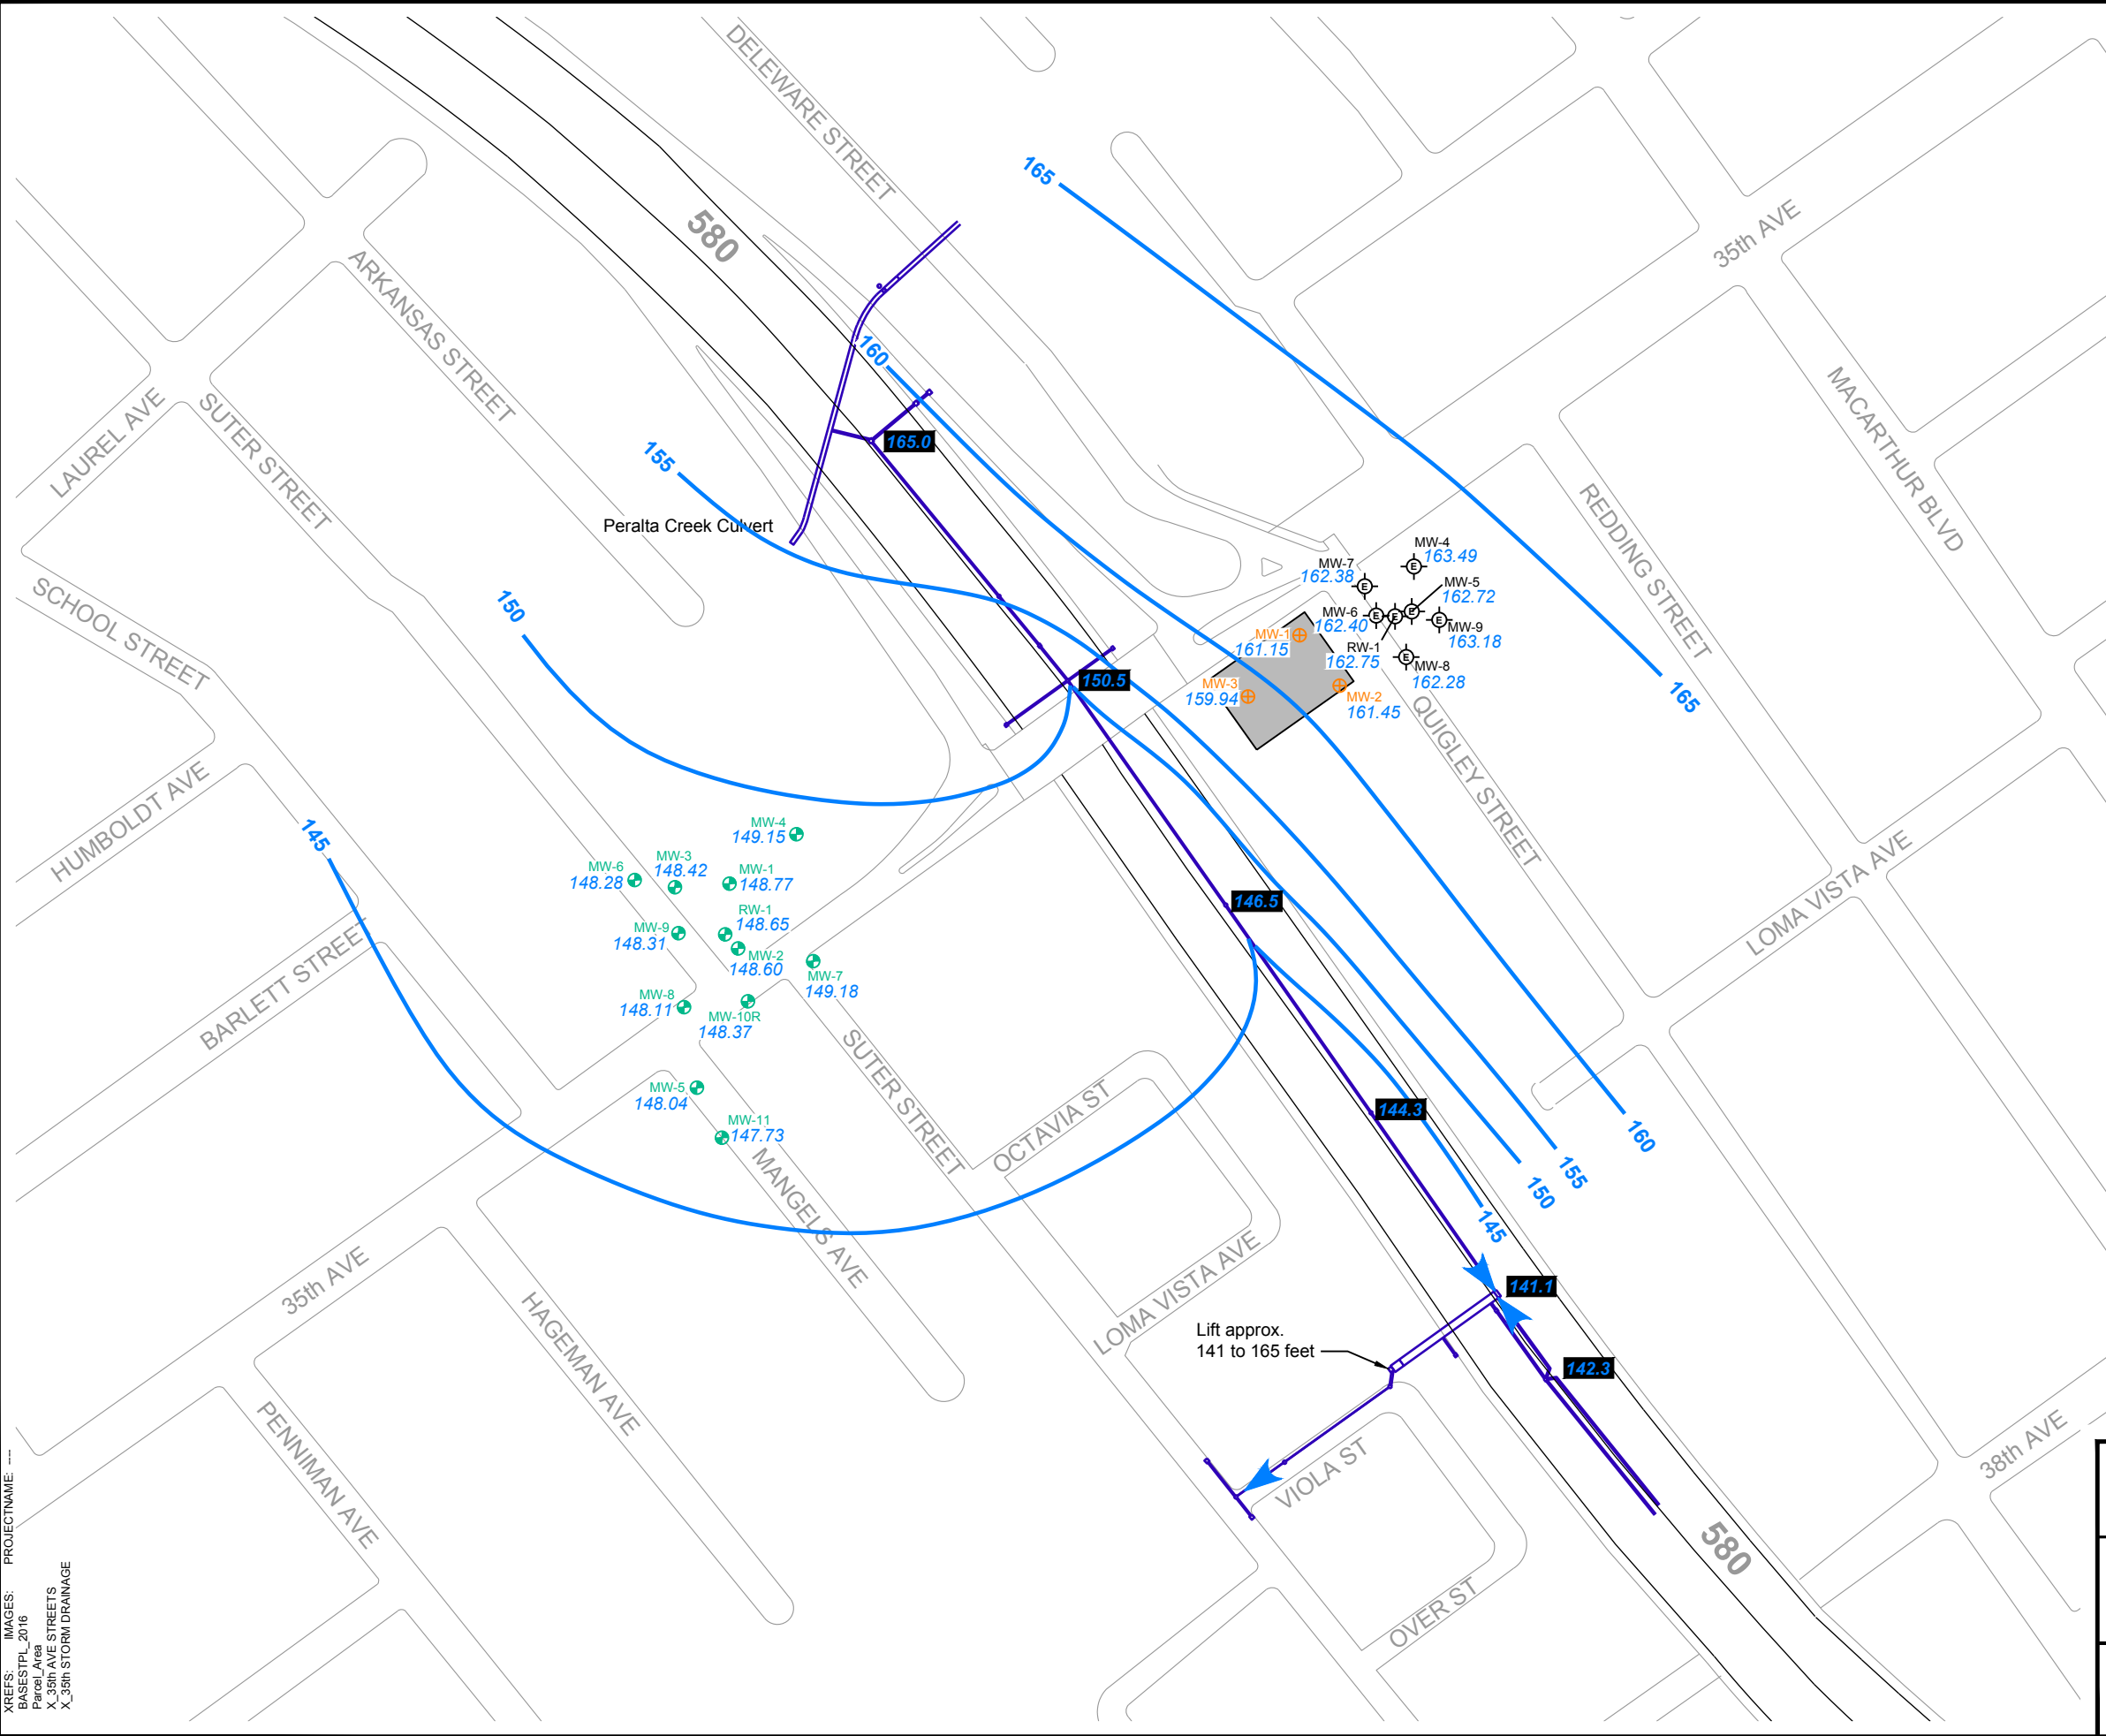 DELEWARE STREET
580
165
35th AVE
ARKANSAS STREET
160
MACARTHUR BLVD
LAUREL AVE
SUTER STREET
165.0
155
Peralta Creek Culvert
REDDING STREET
MW-4
163.49
MW-7
162.38
MW-5
162.72
150
SCHOOL STREET
MW-6
162.40
MW-1
161.15
MW-9
163.18
RW-1
162.75
MW-8
162.28
150.5
MW-3
159.94
MW-2
161.45
165
QUIGLEY STREET
HUMBOLDT AVE
145
MW-4
149.15
MW-3
148.42
MW-6
148.28
MW-1
148.77
LOMA VISTA AVE
146.5
RW-1
148.65
MW-9
148.31
MW-2
148.60
BARLETT STREE
MW-7
149.18
MW-8
148.11
MW-10R
148.37
SUTER STREET
MW-5
148.04
OCTAVIA ST
144.3
MW-11
147.73
160
155
150
145
MANGELS AVE
35th AVE
LOMA VISTA AVE
141.1
HAGEMAN AVE
Lift approx.
141 to 165 feet
142.3
PENNIMAN AVE
VIOLA ST
38th AVE
580
OVER ST
XREFS: IMAGES: PROJECTNAME: ----
BASESTPL_2016
Parcel_Area
X_35th AVE STREETS
X_35th STORM DRAINAGE